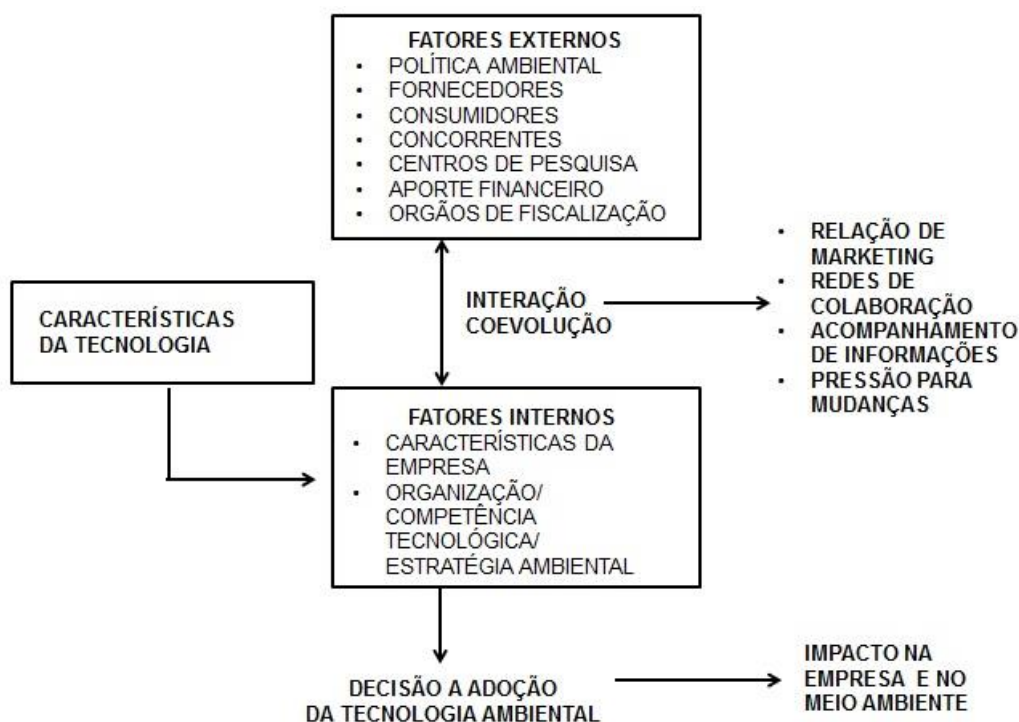 FATORES EXTERNOS
• POLÍTICA AMBIENTAL
• FORNECEDORES
• CONSUMIDORES
• CONCORRENTES
• CENTROS DE PESQUISA
• APORTE FINANCEIRO
• ORGÃOS DE FISCALIZAÇÃO
CARACTERÍSTICAS
DA TECNOLOGIA
INTERAÇÃO
COEVOLUÇÃO
• RELAÇÃO DE
MARKETING
• REDES DE
COLABORAÇÃO
• ACOMPANHAMENTO
DE INFORMAÇÕES
• PRESSÃO PARA
MUDANÇAS
FATORES INTERNOS
• CARACTERÍSTICAS DA
EMPRESA
• ORGANIZAÇÃO/
COMPETÊNCIA
TECNOLÓGICA/
ESTRATÉGIA AMBIENTAL
DECISÃO A ADOÇÃO
DA TECNOLOGIA AMBIENTAL
IMPACTO NA
EMPRESA E NO
MEIO AMBIENTE